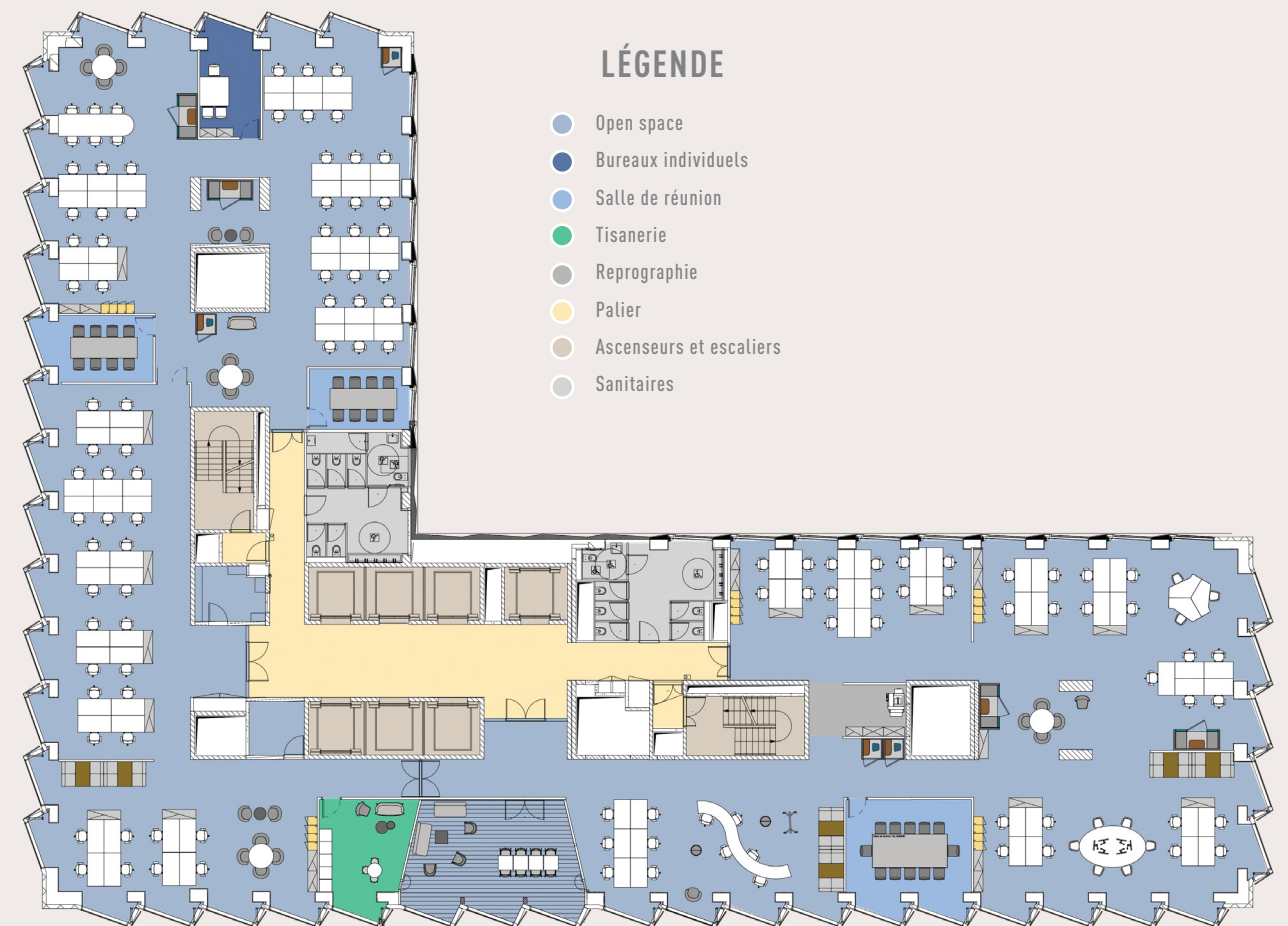 LÉGENDE
Open space
Bureaux individuels
Salle de réunion
Tisanerie
Reprographie
Palier
Ascenseurs et escaliers
Sanitaires